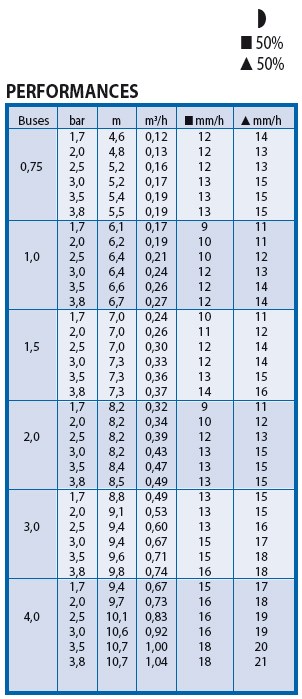 ■ 50%
▲ 50%
PERFORMANCES
Buses bar m m³/h ■ mm/h ▲ mm/h
1,7 4,6 0,12 12 14
2,0 4,8 0,13 12 13
0,75 2,5 5,2 0,16 12 13
3,0 5,2 0,17 13 15
3,5 5,4 0,19 13 15
3,8 5,5 0,19 13 15
1,7 6,1 0,17 9 11
2,0 6,2 0,19 10 11
1,0 2,5 6,4 0,21 10 12
3,0 6,4 0,24 12 13
3,5 6,6 0,26 12 14
3,8 6,7 0,27 12 14
1,7 7,0 0,24 10 11
2,0 7,0 0,26 11 12
1,5 2,5 7,0 0,30 12 14
3,0 7,3 0,33 12 14
3,5 7,3 0,36 13 15
3,8 7,3 0,37 14 16
1,7 8,2 0,32 9 11
2,0 8,2 0,34 10 12
2,0 2,5 8,2 0,39 12 13
3,0 8,2 0,43 13 15
3,5 8,4 0,47 13 15
3,8 8,5 0,49 13 15
1,7 8,8 0,49 13 15
2,0 9,1 0,53 13 15
3,0 2,5 9,4 0,60 13 16
3,0 9,4 0,67 15 17
3,5 9,6 0,71 15 18
3,8 9,8 0,74 16 18
1,7 9,4 0,67 15 17
2,0 9,7 0,73 16 18
4,0 2,5 10,1 0,83 16 19
3,0 10,6 0,92 16 19
3,5 10,7 1,00 18 20
3,8 10,7 1,04 18 21